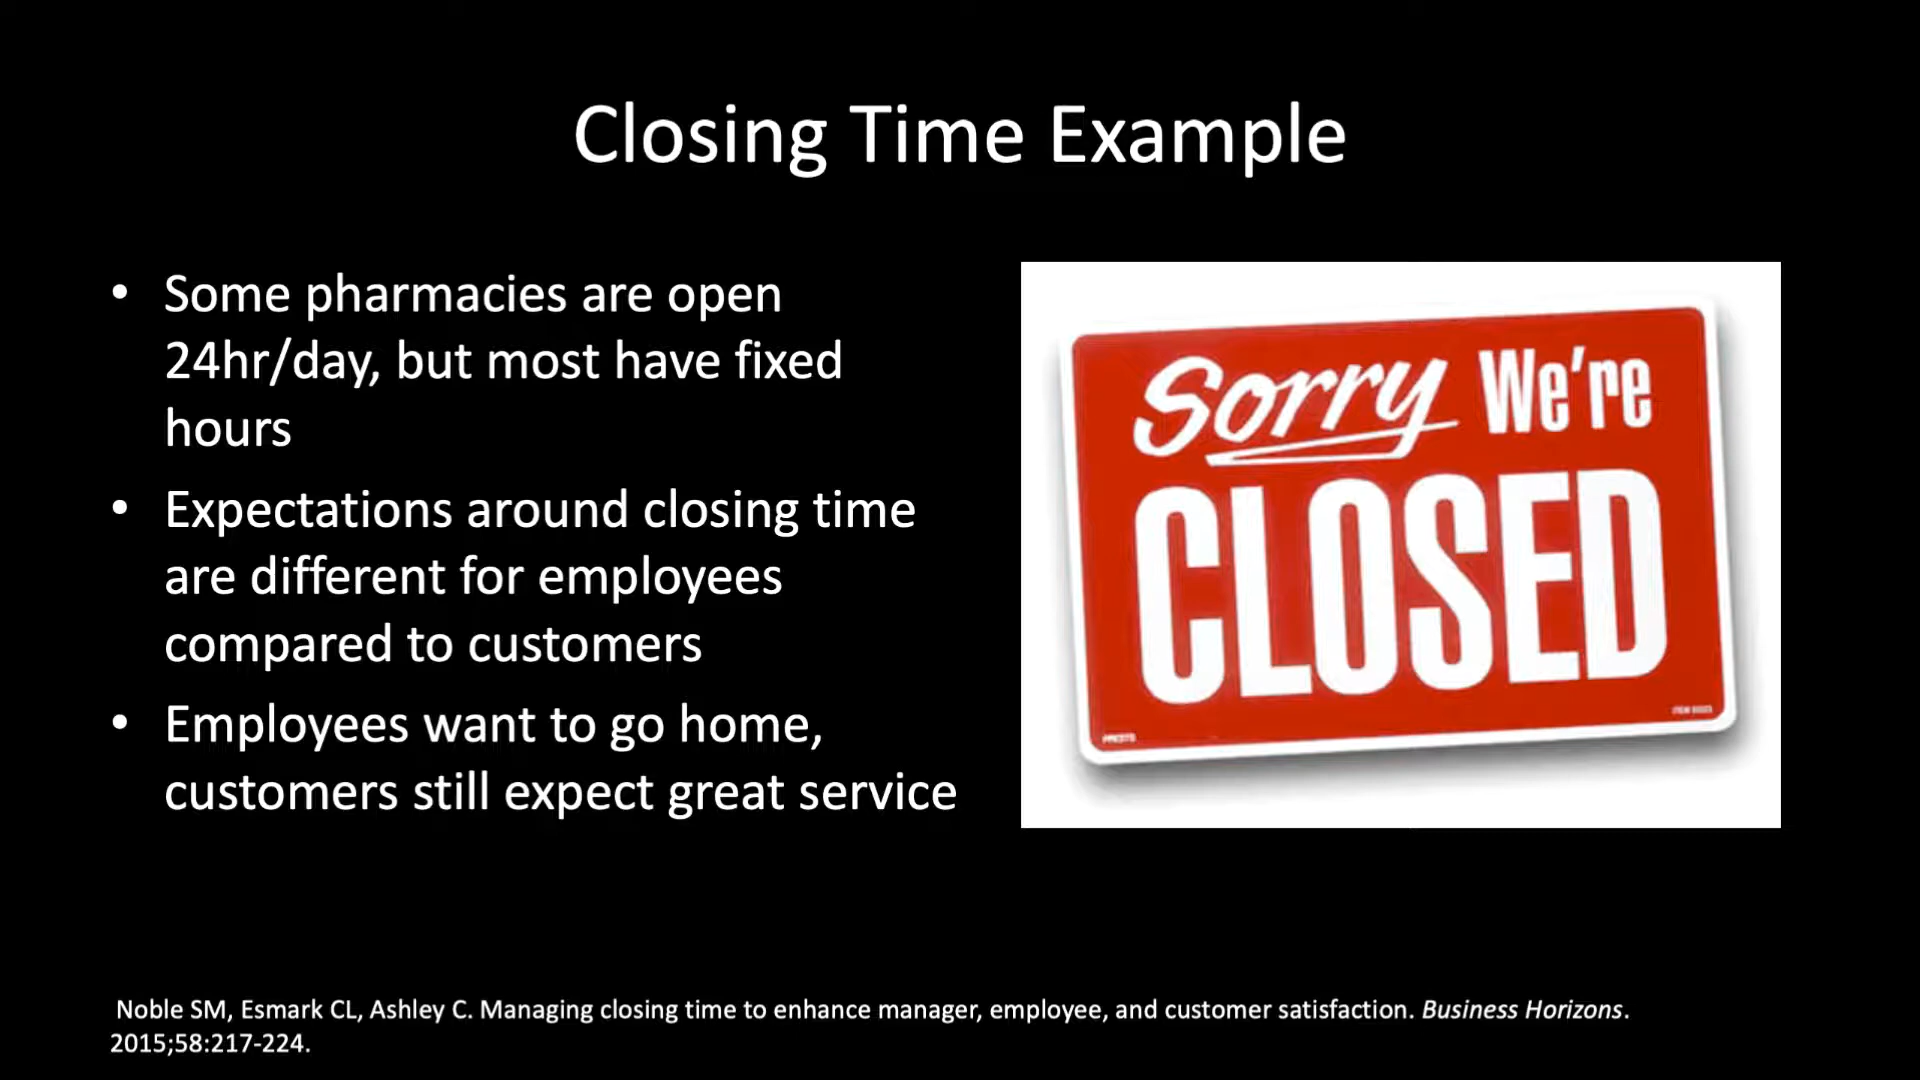 Closing Time Example
• Some pharmacies are open
24hr/day, but most have fixed
hours
• Expectations around closing time
are different for employees
compared to customers
• Employees want to go home,
customers still expect great service
Sorry We're
CLOSED
Noble SM, Esmark CL, Ashley C. Managing closing time to enhance manager, employee, and customer satisfaction. Business Horizons.
2015;58:217-224.